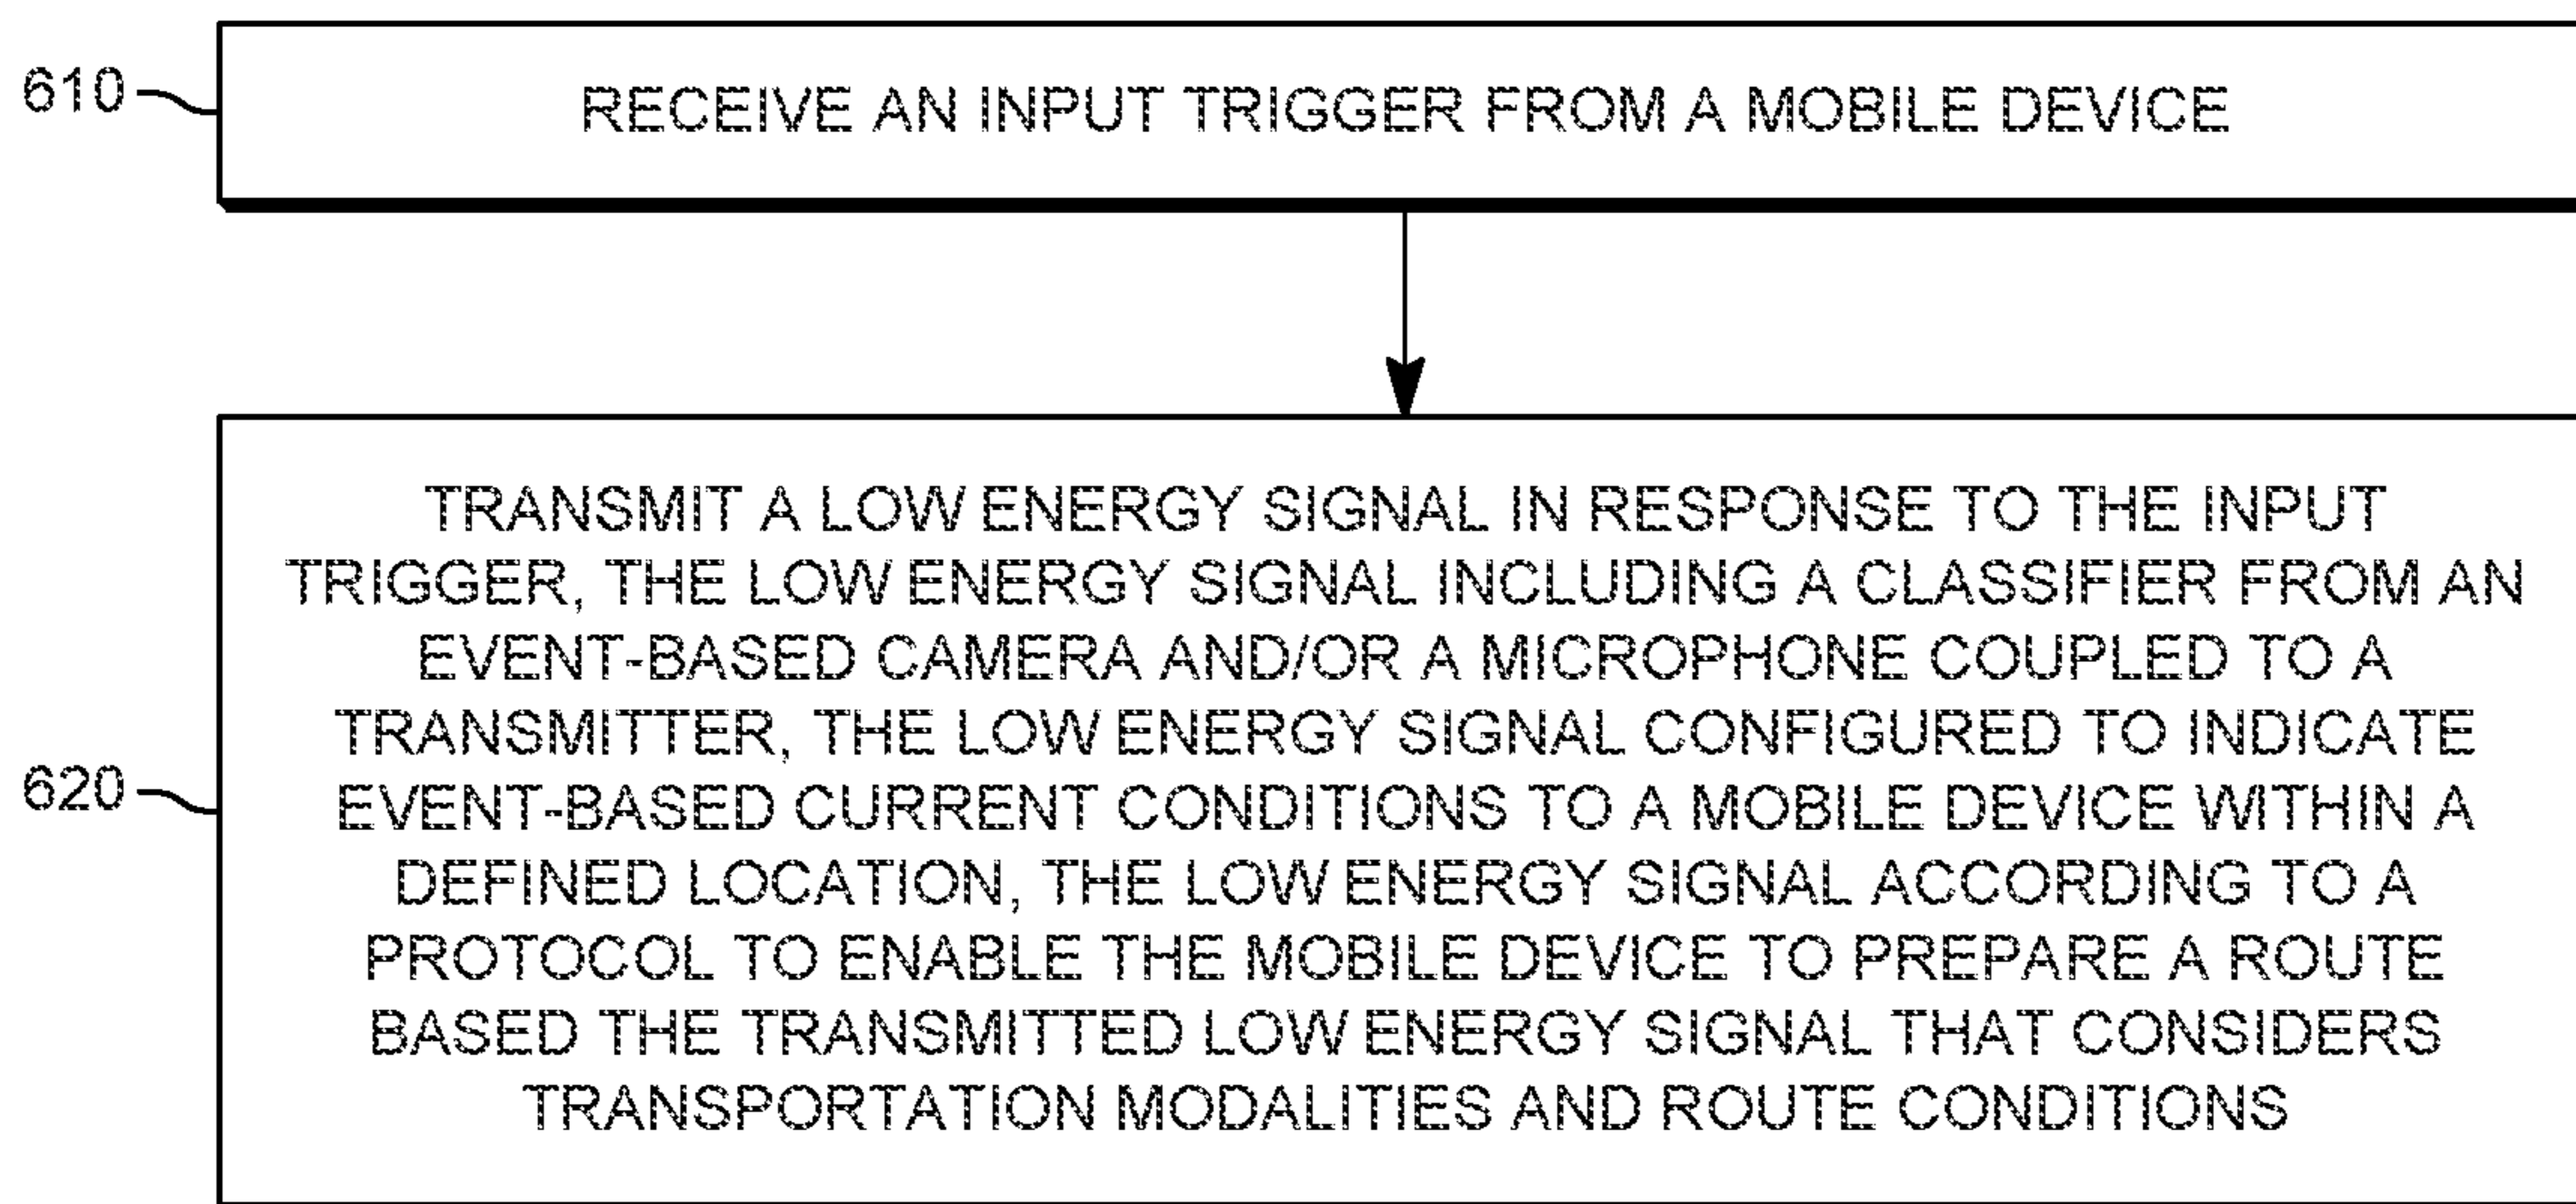 610
RECEIVE AN INPUT TRIGGER FROM A MOBILE DEVICE
620
TRANSMIT A LOW ENERGY SIGNAL IN RESPONSE TO THE INPUT
TRIGGER, THE LOW ENERGY SIGNAL INCLUDING A CLASSIFIER FROM AN
EVENT-BASED CAMERA AND/OR A MICROPHONE COUPLED TO A
TRANSMITTER, THE LOW ENERGY SIGNAL CONFIGURED TO INDICATE
EVENT-BASED CURRENT CONDITIONS TO A MOBILE DEVICE WITHIN A
DEFINED LOCATION, THE LOW ENERGY SIGNAL ACCORDING TO A
PROTOCOL TO ENABLE THE MOBILE DEVICE TO PREPARE A ROUTE
BASED THE TRANSMITTED LOW ENERGY SIGNAL THAT CONSIDERS
TRANSPORTATION MODALITIES AND ROUTE CONDITIONS